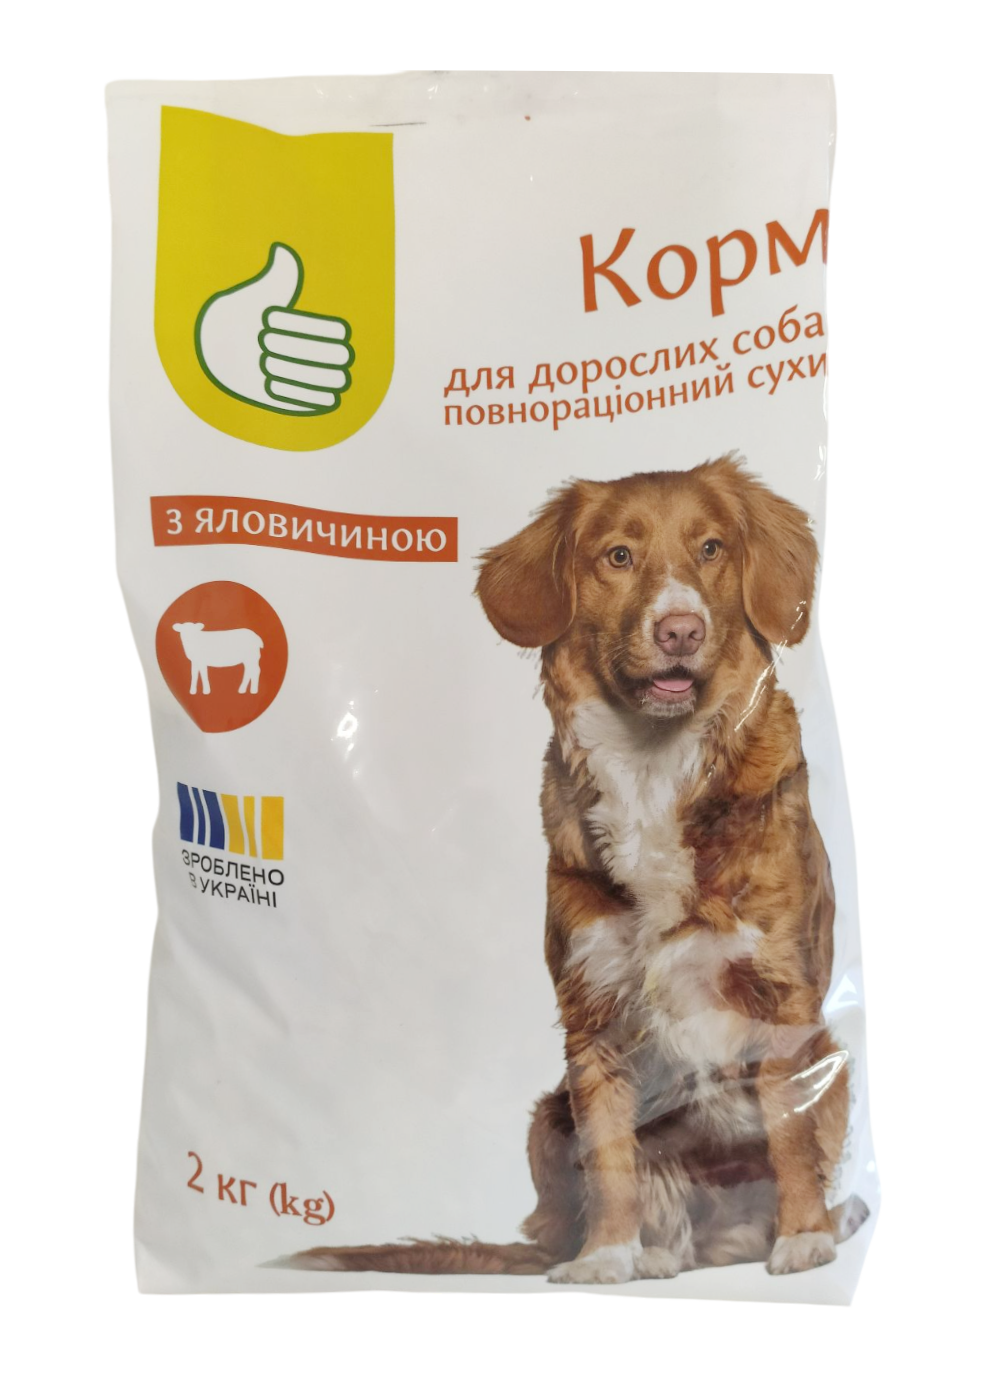 Корм
для дорослих соба
повнораціонний сухи
з яловичиною
ЗРОБЛЕНО
В УКРАЇНІ
2 кг (kg)